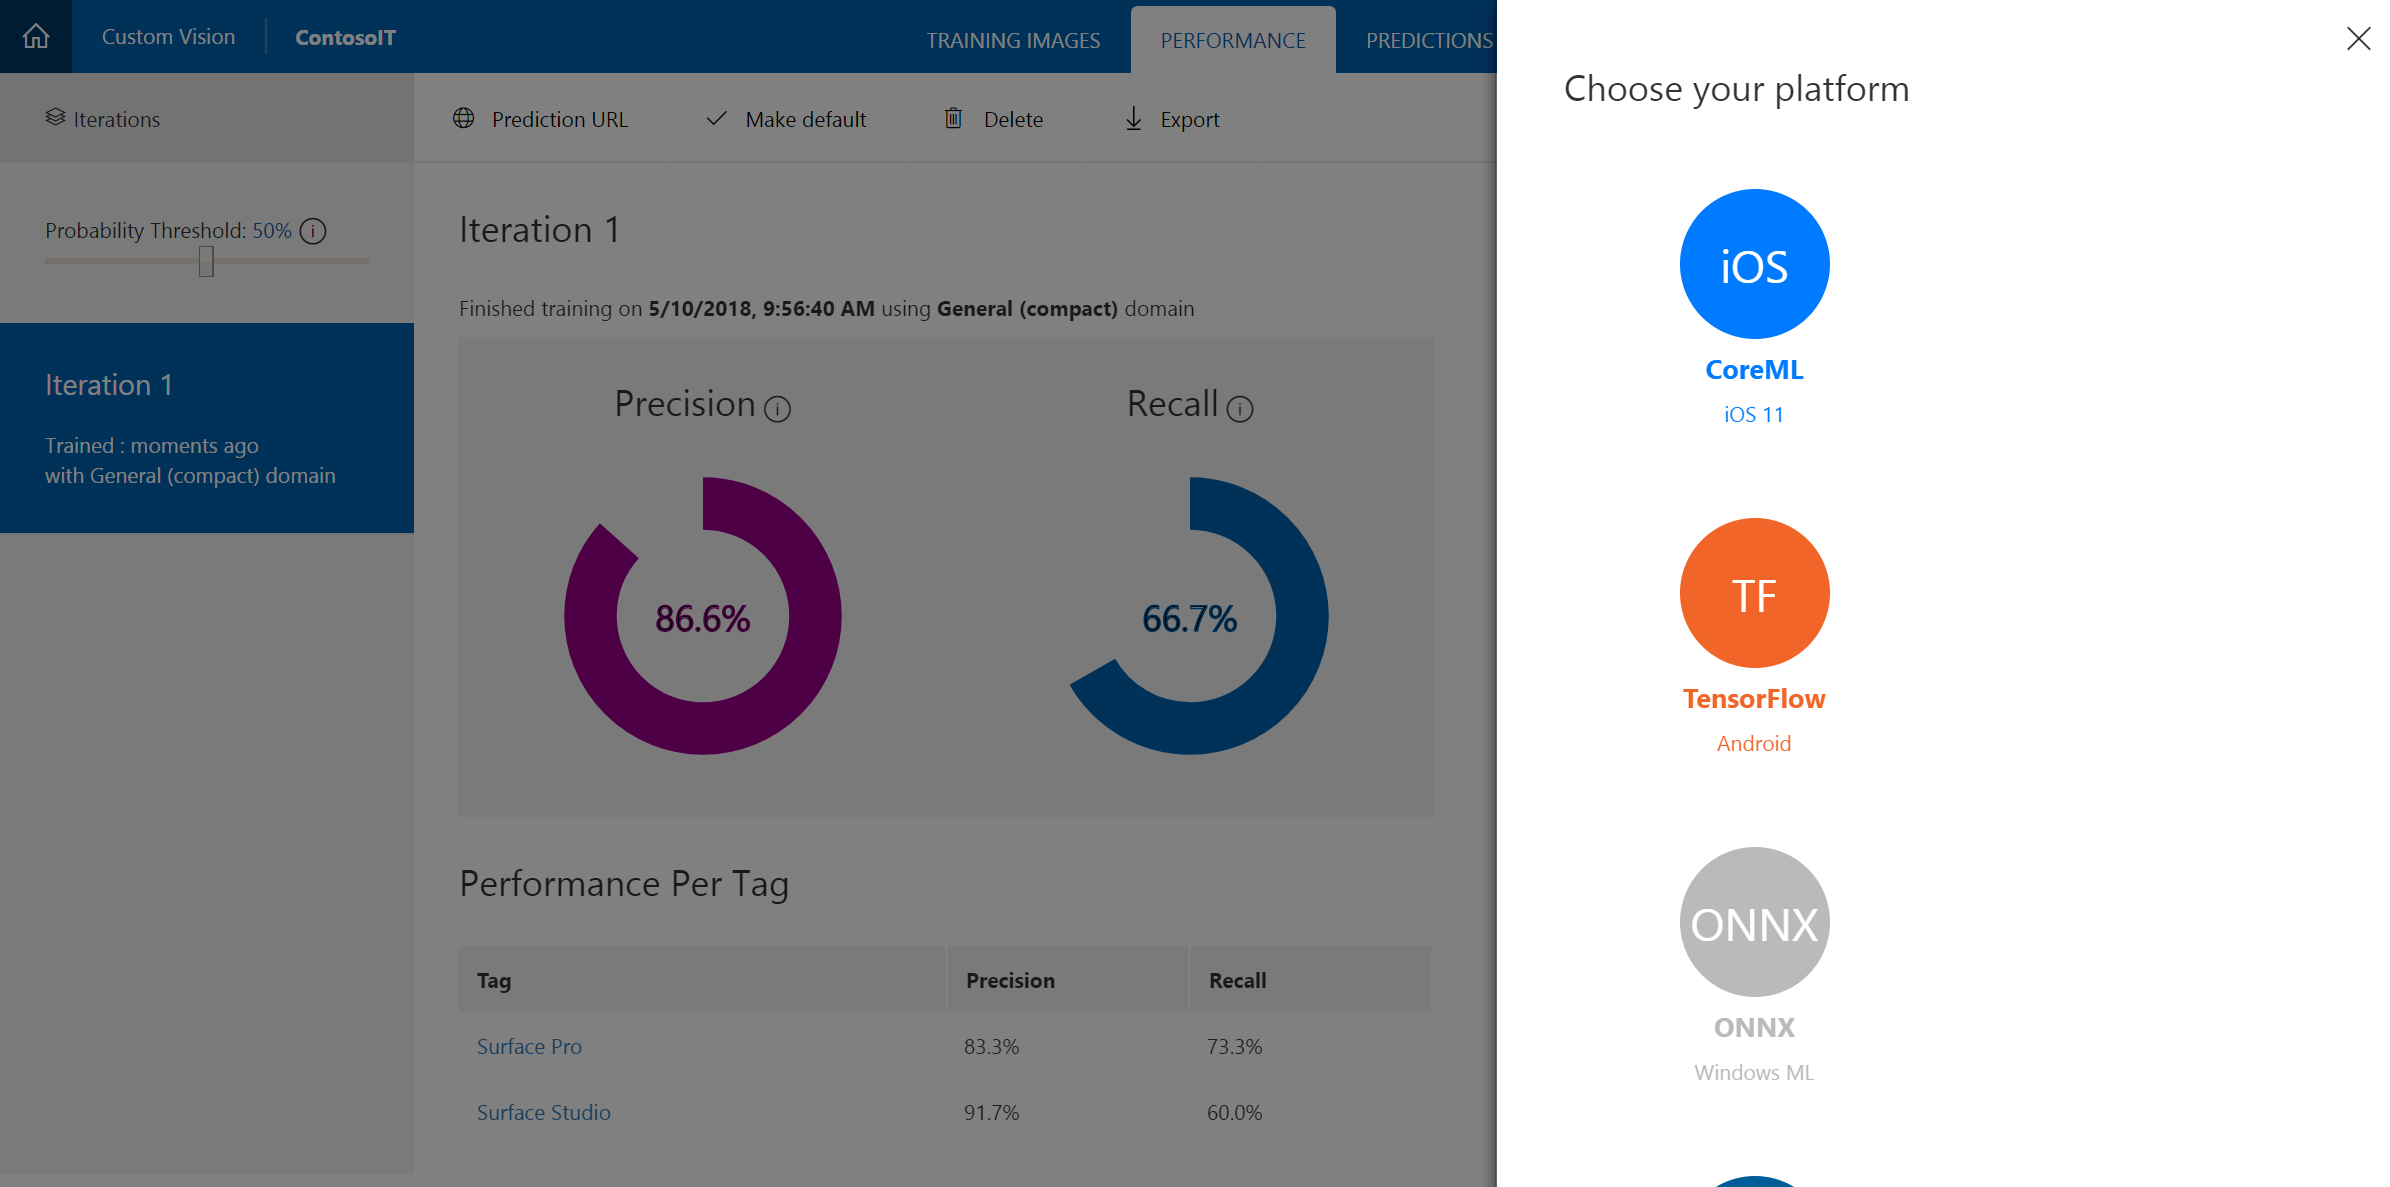 Custom Vision
ContosoIT
TRAINING IMAGES
PERFORMANCE
PREDICTIONS
Iterations
Prediction URL
Make default
Delete
Export
Probability Threshold: 50%
Iteration 1
Trained : moments ago
with General (compact) domain
Iteration 1
Finished training on 5/10/2018, 9:56:40 AM using General (compact) domain
Precision
Recall
86.6%
66.7%
Performance Per Tag
Tag Precision Recall
Surface Pro 83.3% 73.3%
Surface Studio 91.7% 60.0%
Choose your platform
iOS
CoreML
iOS 11
TF
TensorFlow
Android
ONNX
ONNX
Windows ML